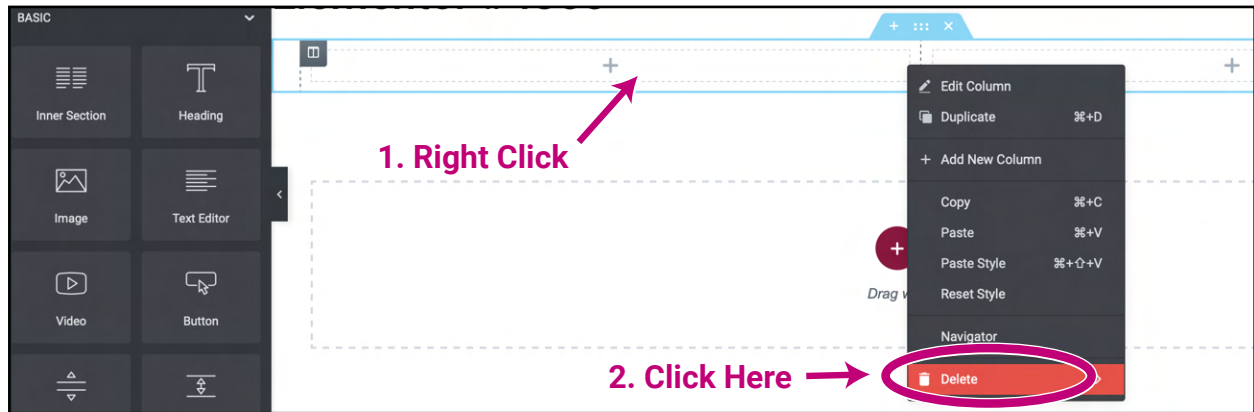 BASIC
Inner Section
Heading
Image
Text Editor
Video
Button
1. Right Click
Edit Column
Duplicate ⌘+D
+ Add New Column
Copy ⌘+C
Paste ⌘+V
Paste Style ⌘+⇧+V
Reset Style
Navigator
Delete
Drag
2. Click Here